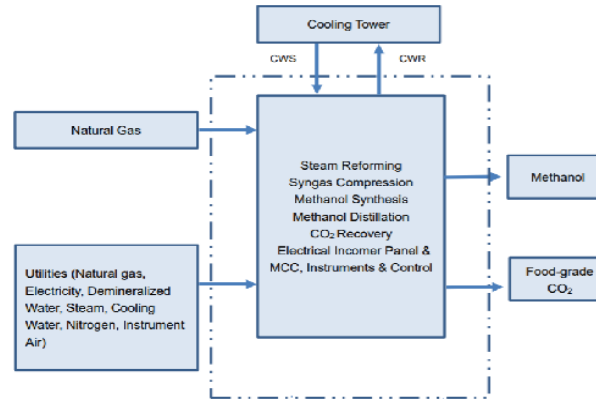 Cooling Tower
CWS
CWR
Natural Gas
Steam Reforming
Syngas Compression
Methanol Synthesis
Methanol Distillation
CO₂ Recovery
Electrical Incomer Panel &
MCC, Instruments & Control
Methanol
Utilities (Natural gas,
Electricity, Demineralized
Water, Steam, Cooling
Water, Nitrogen, Instrument
Air)
Food-grade
CO₂